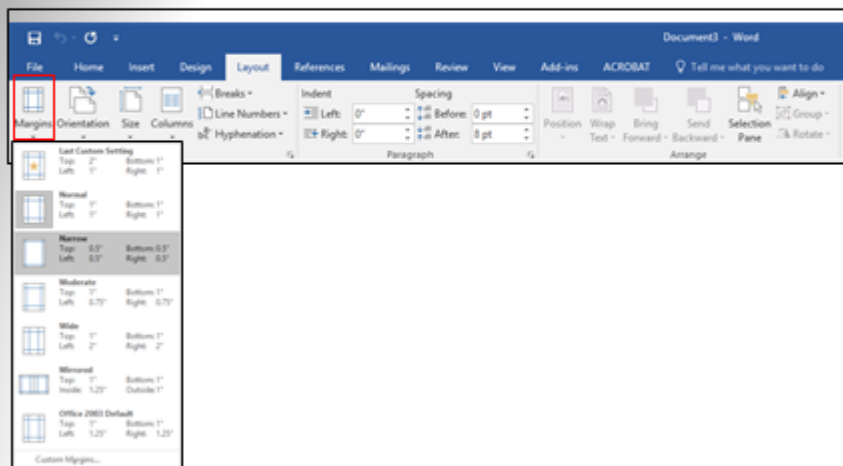 Document3 - Word
File Home Insert Design Layout References Mailings Review View Add-ins ACROBAT Tell me what you want to do
Margins Orientation Size Columns
Breaks
Line Numbers
Hyphenation
Indent
Left: 0"
Right: 0"
Spacing
Before: 0 pt
After: 8 pt
Paragraph
Position
Wrap Text
Bring Forward
Send Backward
Selection Pane
Align
Group
Rotate
Arrange
Last Custom Setting
Top: 2" Bottom: 1"
Left: 1" Right: 1"
Normal
Top: 1" Bottom: 1"
Left: 1" Right: 1"
Narrow
Top: 0.5" Bottom: 0.5"
Left: 0.5" Right: 0.5"
Moderate
Top: 1" Bottom: 1"
Left: 0.75" Right: 0.75"
Wide
Top: 1" Bottom: 1"
Left: 2" Right: 2"
Mirrored
Top: 1" Bottom: 1"
Inside: 1.25" Outside: 1"
Office 2003 Default
Top: 1" Bottom: 1"
Left: 1.25" Right: 1.25"
Custom Margins...